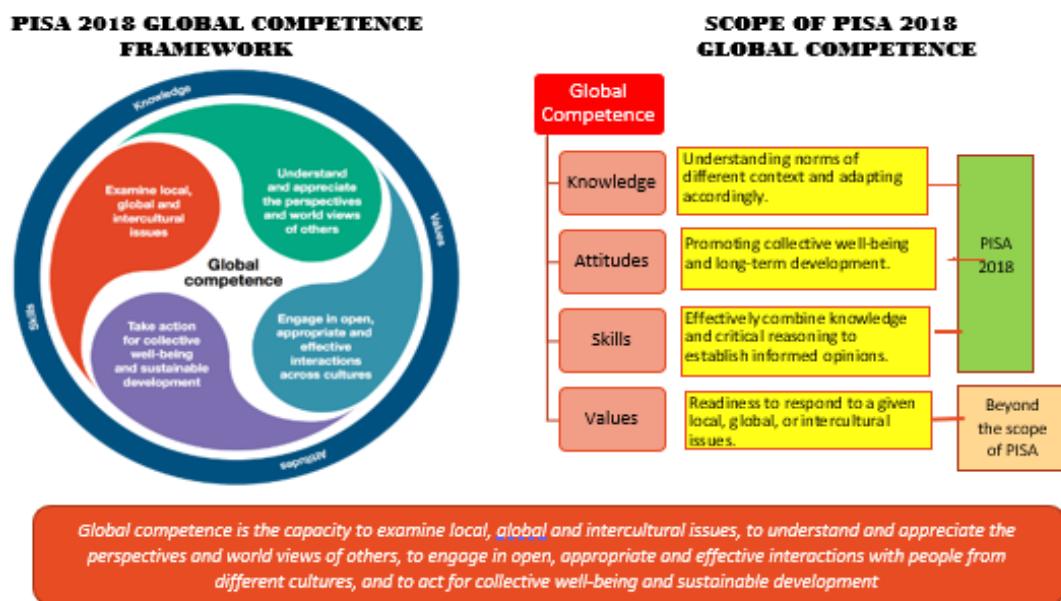 PISA 2018 GLOBAL COMPETENCE
FRAMEWORK
Knowledge
Values
Attitudes
Skills
Examine local,
global and
intercultural
issues
Understand
and appreciate
the perspectives
and world views
of others
Global
competence
Take action
for collective
well-being
and sustainable
development
Engage in open,
appropriate and
effective
interactions
across cultures
SCOPE OF PISA 2018
GLOBAL COMPETENCE
Global
Competence
Knowledge
Understanding norms of
different context and adapting
accordingly.
Attitudes
Promoting collective well-being
and long-term development.
Skills
Effectively combine knowledge
and critical reasoning to
establish informed opinions.
Values
Readiness to respond to a given
local, global, or intercultural
issues.
PISA
2018
Beyond
the scope
of PISA
Global competence is the capacity to examine local, global and intercultural issues, to understand and appreciate the
perspectives and world views of others, to engage in open, appropriate and effective interactions with people from
different cultures, and to act for collective well-being and sustainable development